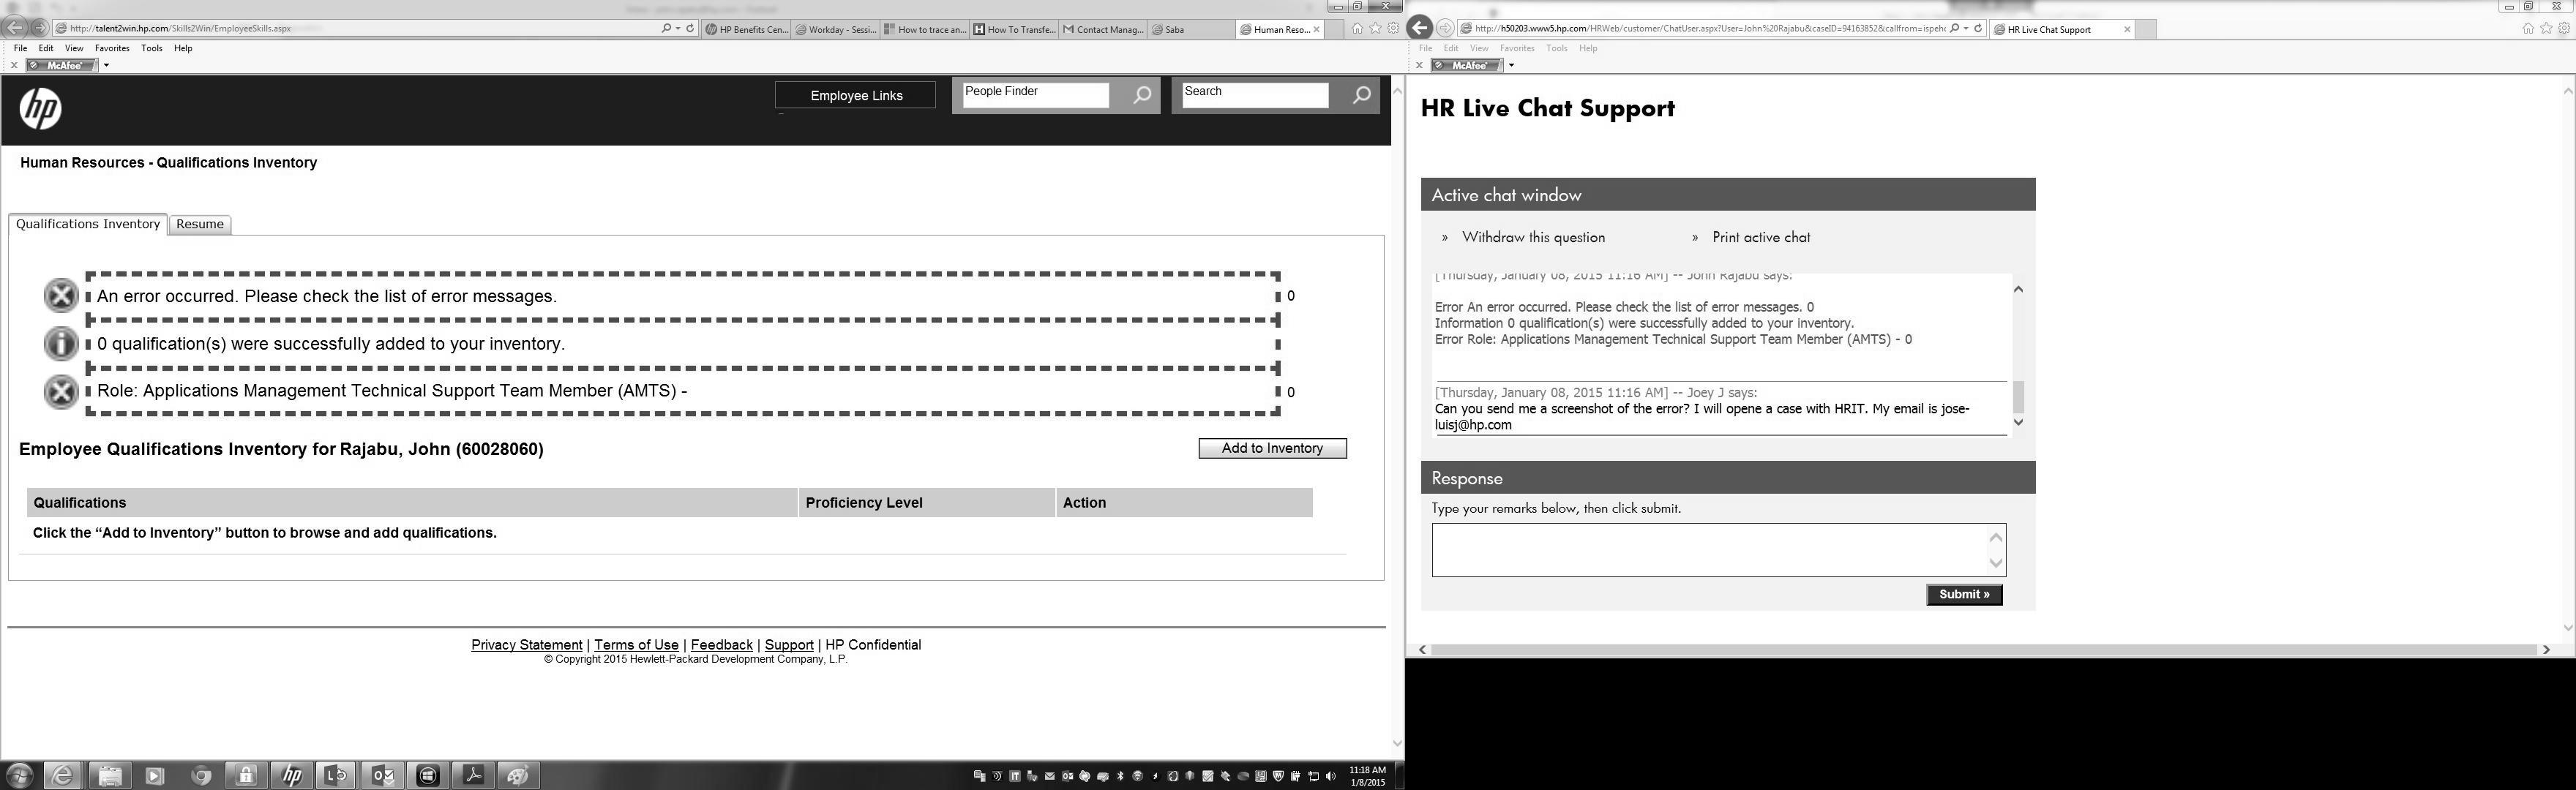 http://talent2win.hp.com/Skills2Win/EmployeeSkills.aspx
HP Benefits Cen...
Workday - Sessi...
How to trace an...
How To Transfe...
Contact Manag...
Saba
Human Reso...
File Edit View Favorites Tools Help
McAfee
hp
Employee Links
People Finder
Search
Human Resources - Qualifications Inventory
Qualifications Inventory
Resume
An error occurred. Please check the list of error messages. 0
0 qualification(s) were successfully added to your inventory.
Role: Applications Management Technical Support Team Member (AMTS) - 0
Employee Qualifications Inventory for Rajabu, John (60028060)
Add to Inventory
Qualifications Proficiency Level Action
Click the “Add to Inventory” button to browse and add qualifications.
Privacy Statement | Terms of Use | Feedback | Support | HP Confidential
© Copyright 2015 Hewlett-Packard Development Company, L.P.
11:18 AM
1/8/2015
http://h50203.www5.hp.com/HRWeb/customer/ChatUser.aspx?User=John%20Rajabu&caseID=94163852&callfrom=ispeh
HR Live Chat Support
File Edit View Favorites Tools Help
McAfee
HR Live Chat Support
Active chat window
» Withdraw this question
» Print active chat
[Thursday, January 08, 2015 11:16 AM] -- John Rajabu says:
Error An error occurred. Please check the list of error messages. 0
Information 0 qualification(s) were successfully added to your inventory.
Error Role: Applications Management Technical Support Team Member (AMTS) - 0
[Thursday, January 08, 2015 11:16 AM] -- Joey J says:
Can you send me a screenshot of the error? I will opene a case with HRIT. My email is jose-
luisj@hp.com
Response
Type your remarks below, then click submit.
Submit »